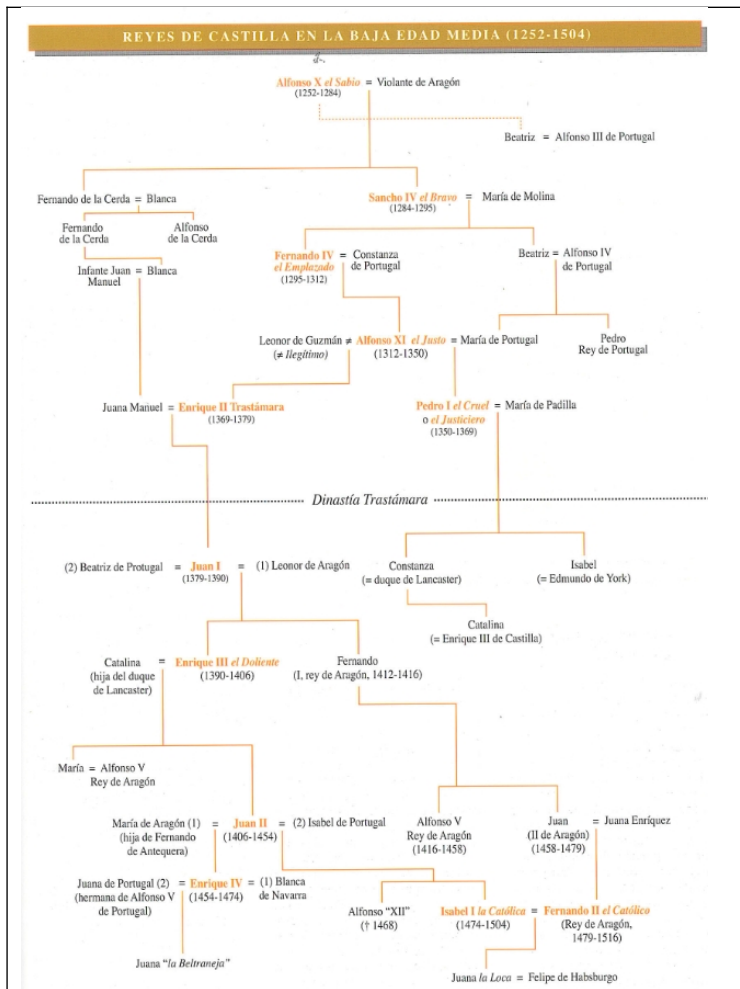 REYES DE CASTILLA EN LA BAJA EDAD MEDIA (1252-1504)
Alfonso X el Sabio = Violante de Aragón
(1252-1284)
Beatriz = Alfonso III de Portugal
Fernando de la Cerda = Blanca
Sancho IV el Bravo = María de Molina
(1284-1295)
Fernando
de la Cerda
Alfonso
de la Cerda
Fernando IV
el Emplazado
(1295-1312)
= Constanza
de Portugal
Beatriz = Alfonso IV
de Portugal
Infante Juan = Blanca
Manuel
Leonor de Guzmán ≠ Alfonso XI el Justo = María de Portugal
(≠ Ilegítimo)
(1312-1350)
Pedro
Rey de Portugal
Juana Manuel = Enrique II Trastámara
(1369-1379)
Pedro I el Cruel = María de Padilla
o el Justiciero
(1350-1369)
Dinastía Trastámara
(2) Beatriz de Protugal = Juan I = (1) Leonor de Aragón
(1379-1390)
Constanza
(= duque de Lancaster)
Isabel
(= Edmundo de York)
Catalina
(= Enrique III de Castilla)
Catalina = Enrique III el Doliente
(hija del duque
de Lancaster)
(1390-1406)
Fernando
(I, rey de Aragón, 1412-1416)
María = Alfonso V
Rey de Aragón
María de Aragón (1) = Juan II = (2) Isabel de Portugal
(hija de Fernando
de Antequera)
(1406-1454)
Alfonso V
Rey de Aragón
(1416-1458)
Juan = Juana Enríquez
(II de Aragón)
(1458-1479)
Juana de Portugal (2) = Enrique IV = (1) Blanca
(hermana de Alfonso V
de Portugal)
(1454-1474)
de Navarra
Alfonso "XII"
(† 1468)
Isabel I la Católica = Fernando II el Católico
(1474-1504)
(Rey de Aragón,
1479-1516)
Juana "la Beltraneja"
Juana la Loca = Felipe de Habsburgo